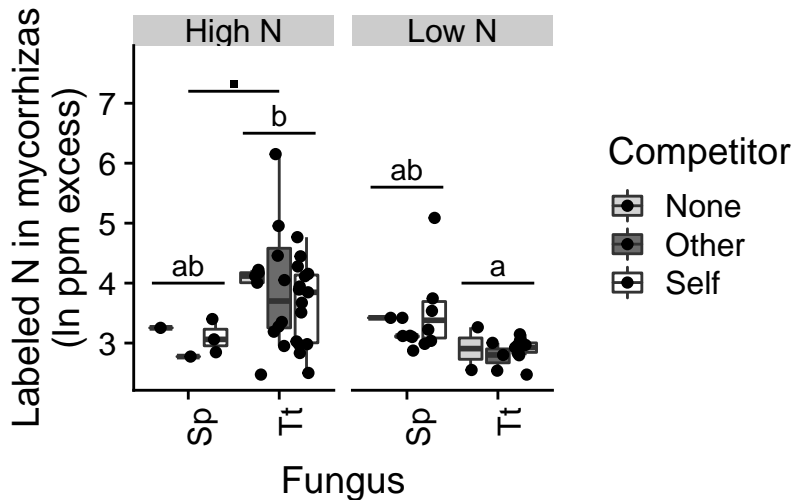 High N
Low N
Labeled N in mycorrhizas
(ln ppm excess)
7
6
5
4
3
b
ab
ab
a
Sp
Tt
Sp
Tt
Fungus
Competitor
None
Other
Self